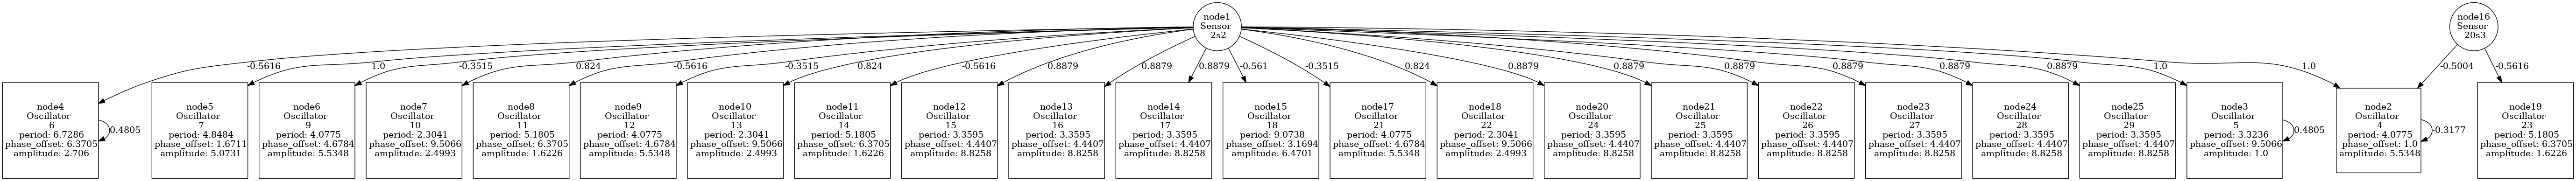 node1
Sensor
2s2
node16
Sensor
20s3
-0.5616
1.0
-0.3515
0.824
-0.5616
-0.3515
0.824
-0.5616
0.8879
0.8879
0.8879
-0.561
-0.3515
0.824
0.8879
0.8879
0.8879
0.8879
0.8879
0.8879
1.0
1.0
-0.5004
-0.5616
node4
Oscillator
6
period: 6.7286
phase_offset: 6.3705
amplitude: 2.706
0.4805
node5
Oscillator
7
period: 4.8484
phase_offset: 1.6711
amplitude: 5.0731
node6
Oscillator
9
period: 4.0775
phase_offset: 4.6784
amplitude: 5.5348
node7
Oscillator
10
period: 2.3041
phase_offset: 9.5066
amplitude: 2.4993
node8
Oscillator
11
period: 5.1805
phase_offset: 6.3705
amplitude: 1.6226
node9
Oscillator
12
period: 4.0775
phase_offset: 4.6784
amplitude: 5.5348
node10
Oscillator
13
period: 2.3041
phase_offset: 9.5066
amplitude: 2.4993
node11
Oscillator
14
period: 5.1805
phase_offset: 6.3705
amplitude: 1.6226
node12
Oscillator
15
period: 3.3595
phase_offset: 4.4407
amplitude: 8.8258
node13
Oscillator
16
period: 3.3595
phase_offset: 4.4407
amplitude: 8.8258
node14
Oscillator
17
period: 3.3595
phase_offset: 4.4407
amplitude: 8.8258
node15
Oscillator
18
period: 9.0738
phase_offset: 3.1694
amplitude: 6.4701
node17
Oscillator
21
period: 4.0775
phase_offset: 4.6784
amplitude: 5.5348
node18
Oscillator
22
period: 2.3041
phase_offset: 9.5066
amplitude: 2.4993
node20
Oscillator
24
period: 3.3595
phase_offset: 4.4407
amplitude: 8.8258
node21
Oscillator
25
period: 3.3595
phase_offset: 4.4407
amplitude: 8.8258
node22
Oscillator
26
period: 3.3595
phase_offset: 4.4407
amplitude: 8.8258
node23
Oscillator
27
period: 3.3595
phase_offset: 4.4407
amplitude: 8.8258
node24
Oscillator
28
period: 3.3595
phase_offset: 4.4407
amplitude: 8.8258
node25
Oscillator
29
period: 3.3595
phase_offset: 4.4407
amplitude: 8.8258
node3
Oscillator
5
period: 3.3236
phase_offset: 9.5066
amplitude: 1.0
0.4805
node2
Oscillator
4
period: 4.0775
phase_offset: 1.0
amplitude: 5.5348
-0.3177
node19
Oscillator
23
period: 5.1805
phase_offset: 6.3705
amplitude: 1.6226